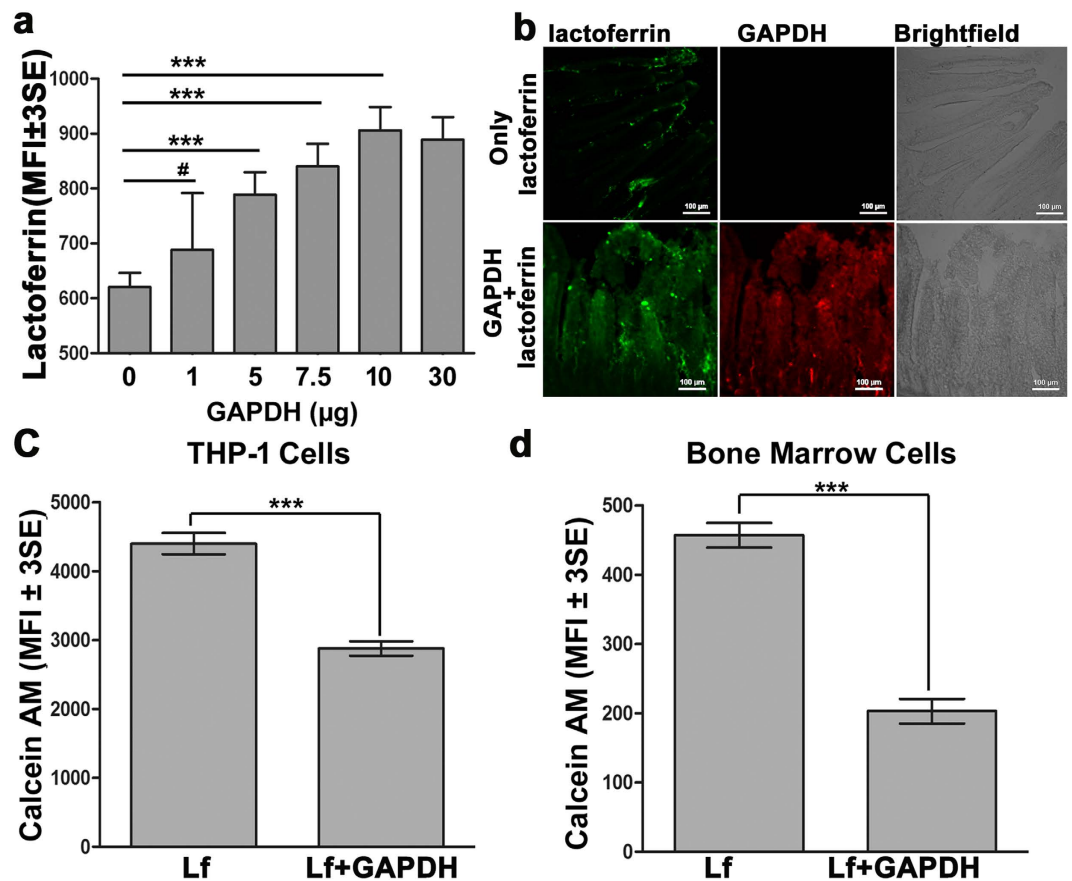 a
Lactoferrin(MFI±3SE)
1000
900
800
700
600
500
***
***
***
#
0 1 5 7.5 10 30
GAPDH (µg)
b
lactoferrin GAPDH Brightfield
Only
lactoferrin
100 µm 100 µm 100 µm
GAPDH
+
lactoferrin
100 µm 100 µm 100 µm
c
THP-1 Cells
Calcein AM (MFI ± 3SE)
5000
4000
3000
2000
1000
0
***
Lf Lf+GAPDH
d
Bone Marrow Cells
Calcein AM (MFI ± 3SE)
500
400
300
200
100
0
***
Lf Lf+GAPDH